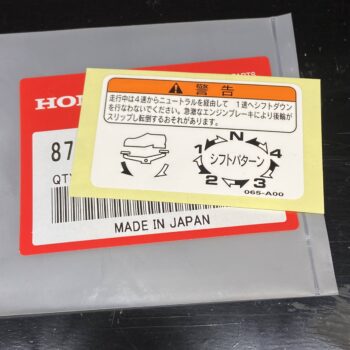 HON
PARTS
87
QTY
MADE IN JAPAN
警告
走行中は4速からニュートラルを経由して 1速へシフトダウン
を行なわないでください。急激なエンジンブレーキにより後輪が
スリップし転倒するおそれがあります。
N
4 1
シフトパターン
3 2
065-A00